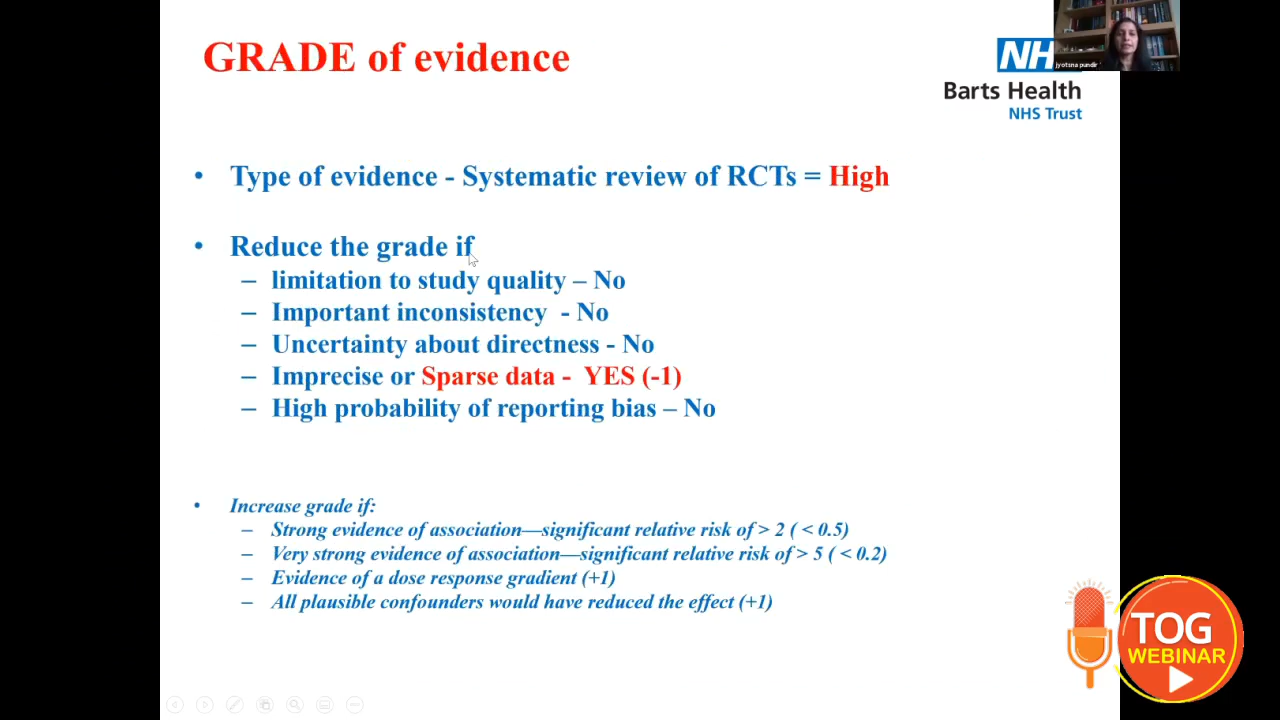 GRADE of evidence
NH
jyotsna pundir
Barts Health
NHS Trust
• Type of evidence - Systematic review of RCTs = High
• Reduce the grade if
– limitation to study quality – No
– Important inconsistency - No
– Uncertainty about directness - No
– Imprecise or Sparse data - YES (-1)
– High probability of reporting bias – No
• Increase grade if:
– Strong evidence of association—significant relative risk of > 2 ( < 0.5)
– Very strong evidence of association—significant relative risk of > 5 ( < 0.2)
– Evidence of a dose response gradient (+1)
– All plausible confounders would have reduced the effect (+1)
TOG
WEBINAR